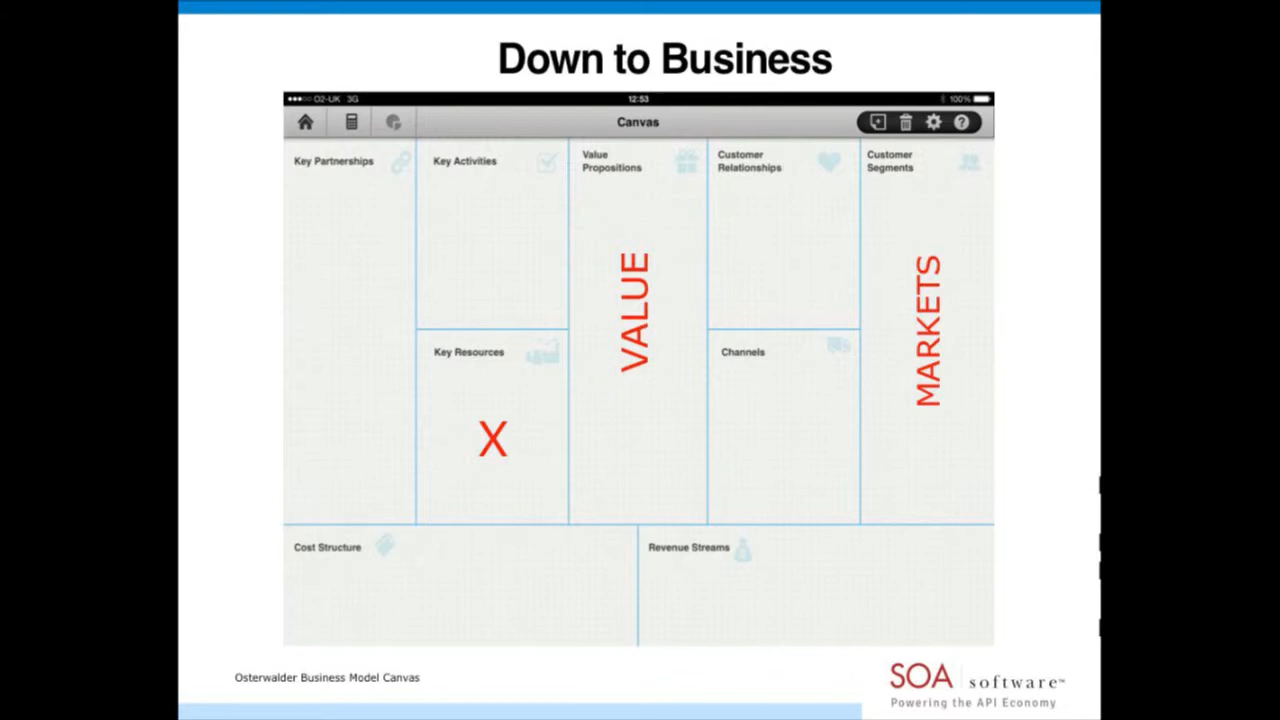 Down to Business
O2-UK 3G
12:53
100%
Canvas
Key Partnerships
Key Activities
Value
Propositions
Customer
Relationships
Customer
Segments
VALUE
MARKETS
Key Resources
Channels
X
Cost Structure
Revenue Streams
Osterwalder Business Model Canvas
SOA software™
Powering the API Economy